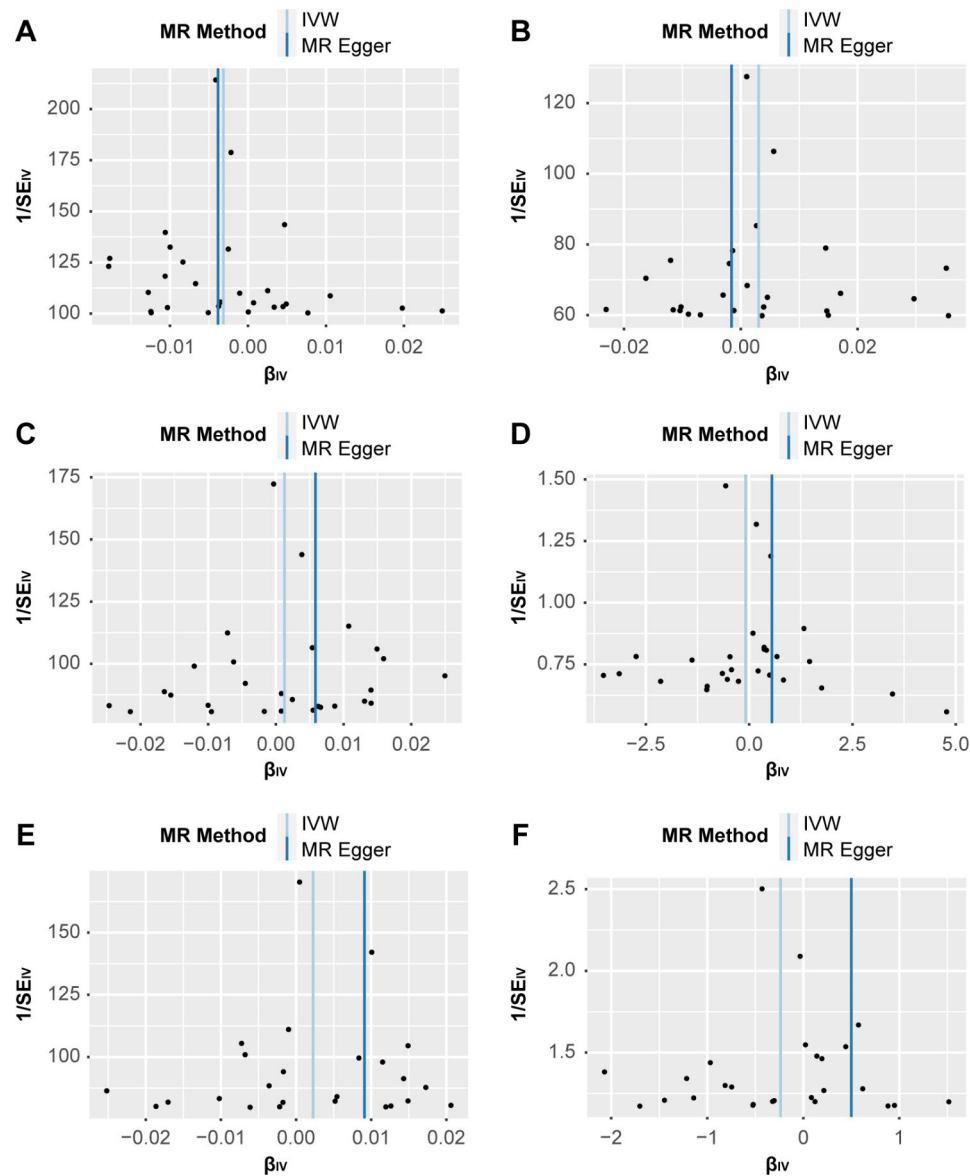 A
MR Method
IVW
MR Egger
200
175
150
125
100
1/SEIV
−0.01
0.00
0.01
0.02
βIV
B
MR Method
IVW
MR Egger
120
100
80
60
1/SEIV
−0.02
0.00
0.02
βIV
C
MR Method
IVW
MR Egger
175
150
125
100
1/SEIV
−0.02
−0.01
0.00
0.01
0.02
βIV
D
MR Method
IVW
MR Egger
1.50
1.25
1.00
0.75
1/SEIV
−2.5
0.0
2.5
5.0
βIV
E
MR Method
IVW
MR Egger
150
125
100
1/SEIV
−0.02
−0.01
0.00
0.01
0.02
βIV
F
MR Method
IVW
MR Egger
2.5
2.0
1.5
1/SEIV
−2
−1
0
1
βIV